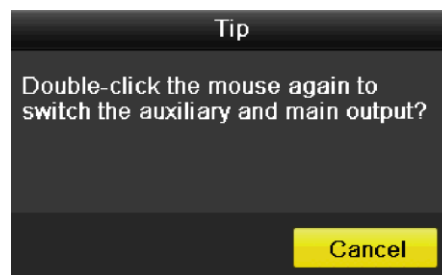 Tip
Double-click the mouse again to
switch the auxiliary and main output?
Cancel